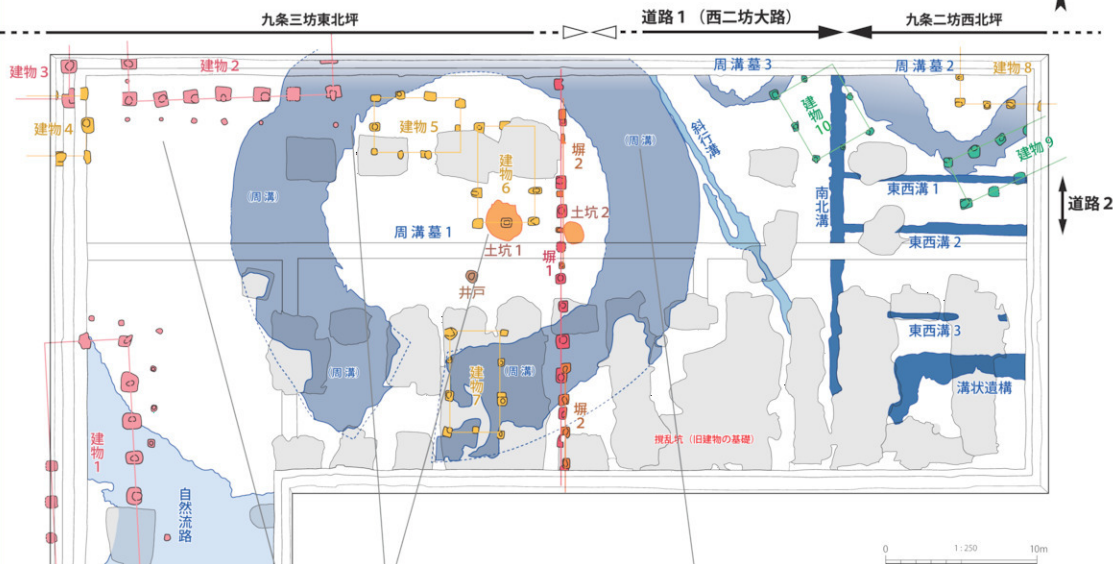 九条三坊東北坪
道路1（西二坊大路）
九条二坊西北坪
建物3
建物2
周溝墓3
周溝墓2
建物8
建物4
建物5
塀2
（周溝）
斜行溝
建物10
建物9
（周溝）
建物6
南北溝
東西溝1
道路2
周溝墓1
土坑1
土坑2
東西溝2
塀1
井戸
東西溝3
（周溝）
建物7
（周溝）
溝状遺構
塀2
撹乱坑（旧建物の基礎）
建物1
自然流路
0
1:250
10m